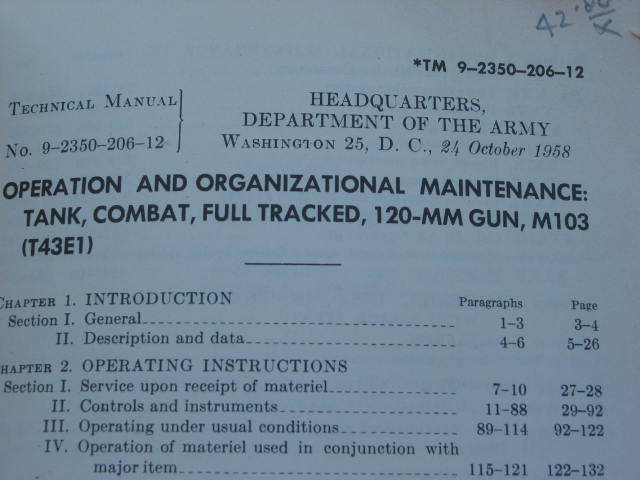 42.00
X
*TM 9-2350-206-12
TECHNICAL MANUAL
No. 9-2350-206-12
HEADQUARTERS,
DEPARTMENT OF THE ARMY
WASHINGTON 25, D. C., 24 October 1958
OPERATION AND ORGANIZATIONAL MAINTENANCE:
TANK, COMBAT, FULL TRACKED, 120-MM GUN, M103
(T43E1)
Paragraphs Page
CHAPTER 1. INTRODUCTION
Section I. General 1-3 3-4
II. Description and data 4-6 5-26
CHAPTER 2. OPERATING INSTRUCTIONS
Section I. Service upon receipt of materiel 7-10 27-28
II. Controls and instruments 11-88 29-92
III. Operating under usual conditions 89-114 92-122
IV. Operation of materiel used in conjunction with
major item 115-121 122-132